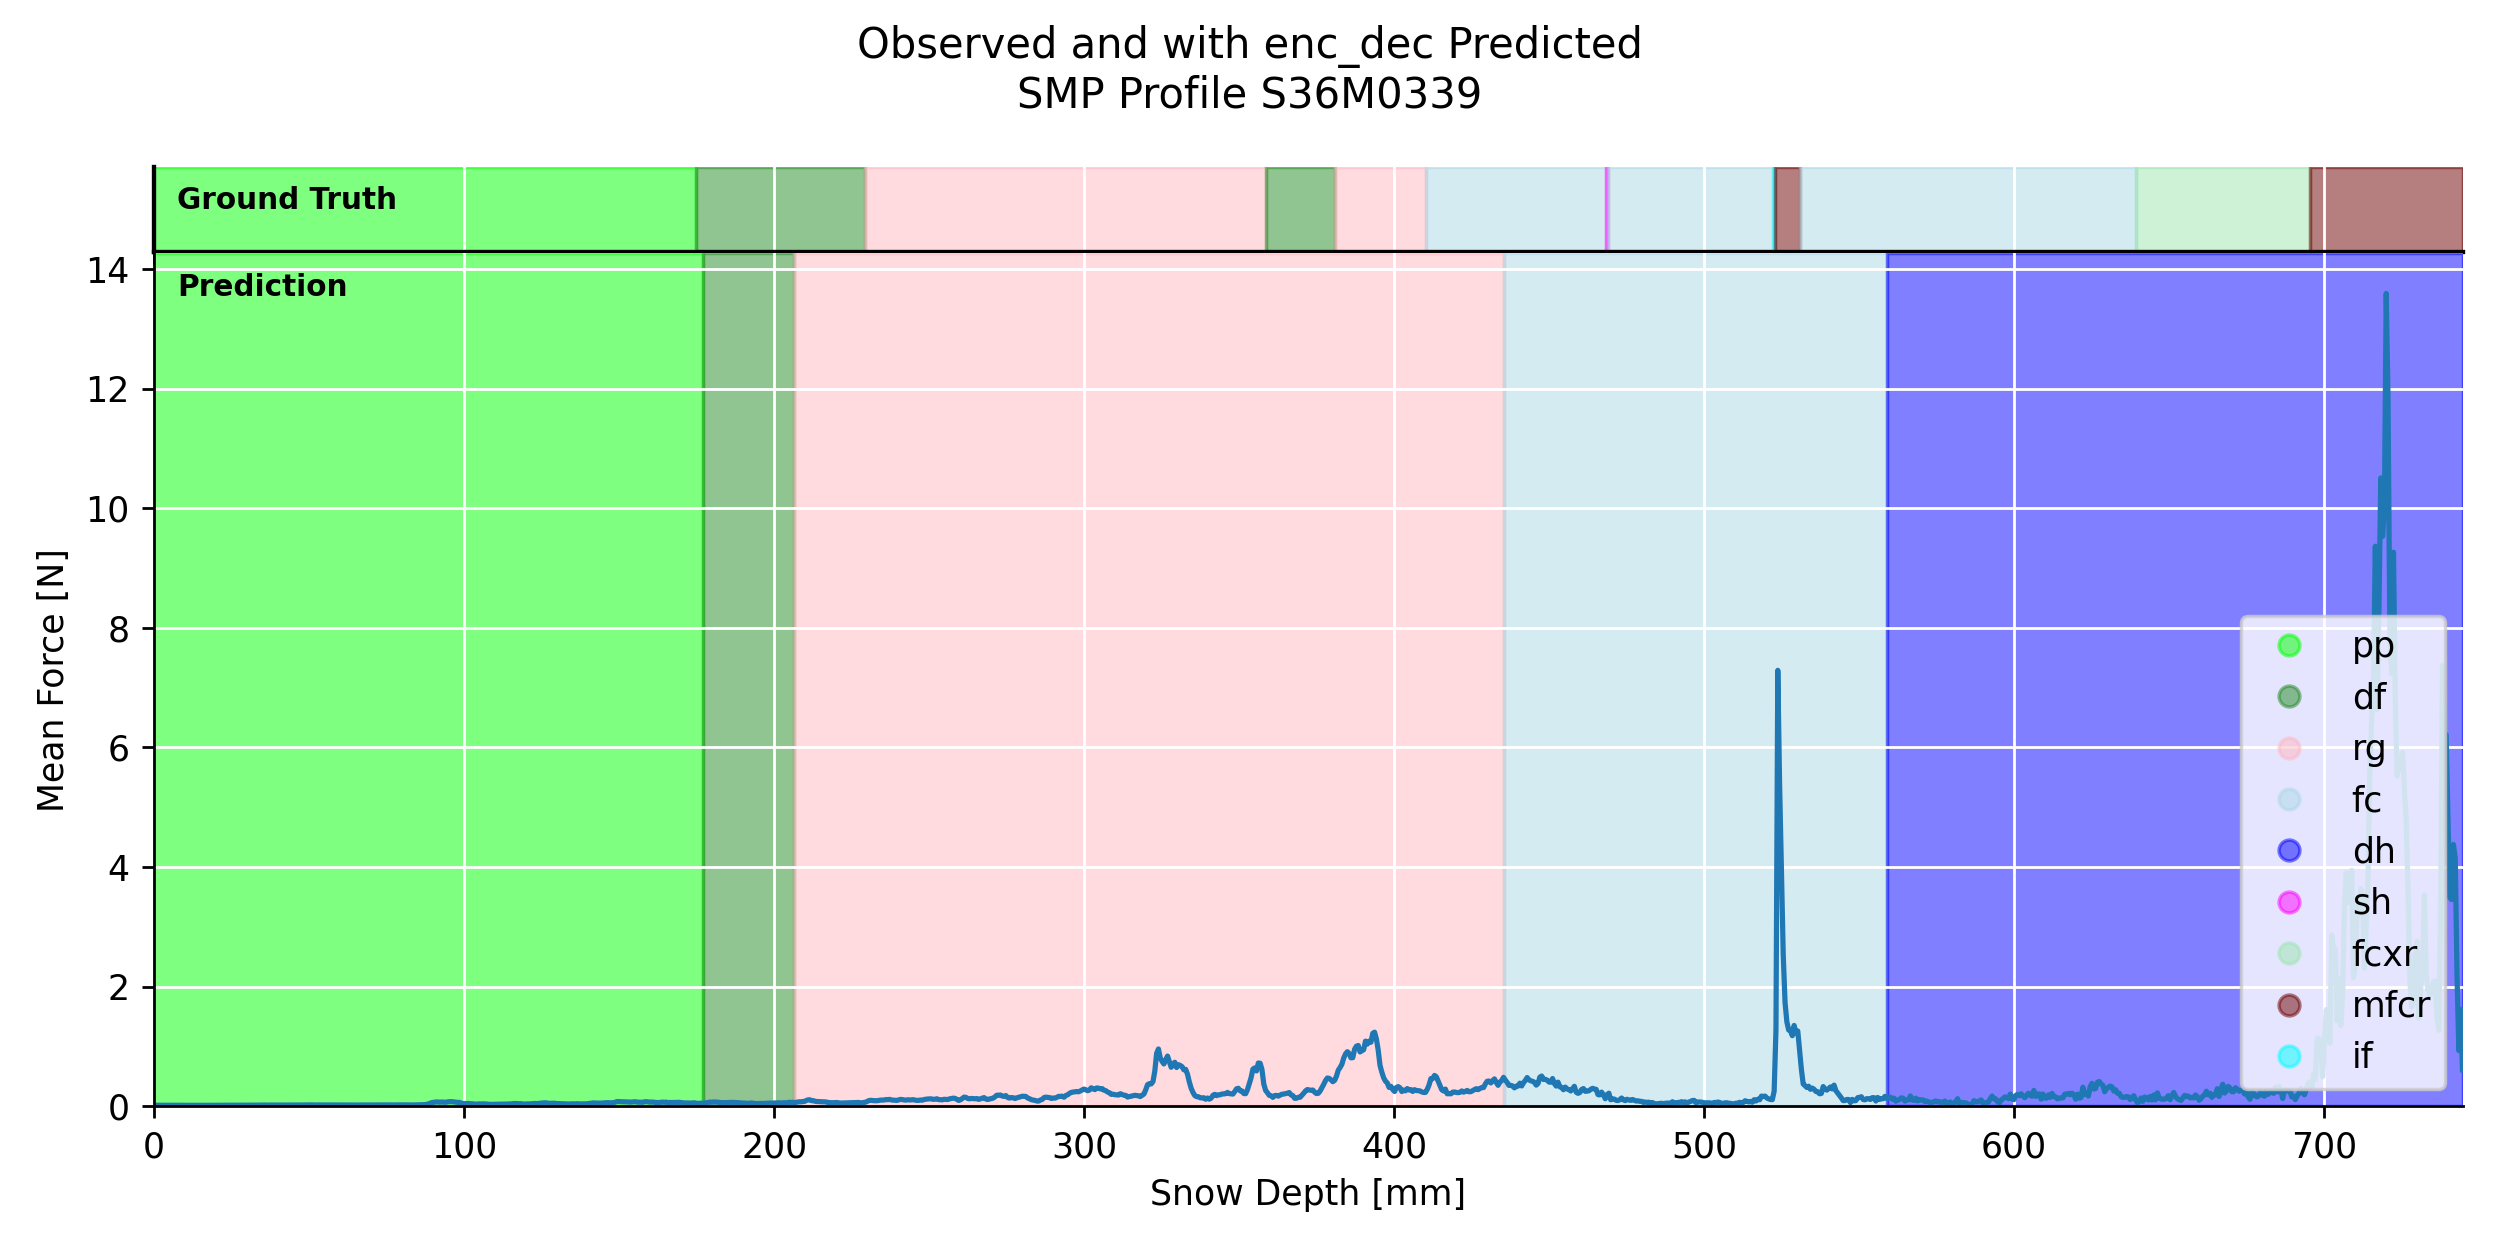 Observed and with enc_dec Predicted
SMP Profile S36M0339
Ground Truth
Prediction
14
12
10
8
6
4
2
0
Mean Force [N]
0 100 200 300 400 500 600 700
Snow Depth [mm]
pp
df
rg
fc
dh
sh
fcxr
mfcr
if